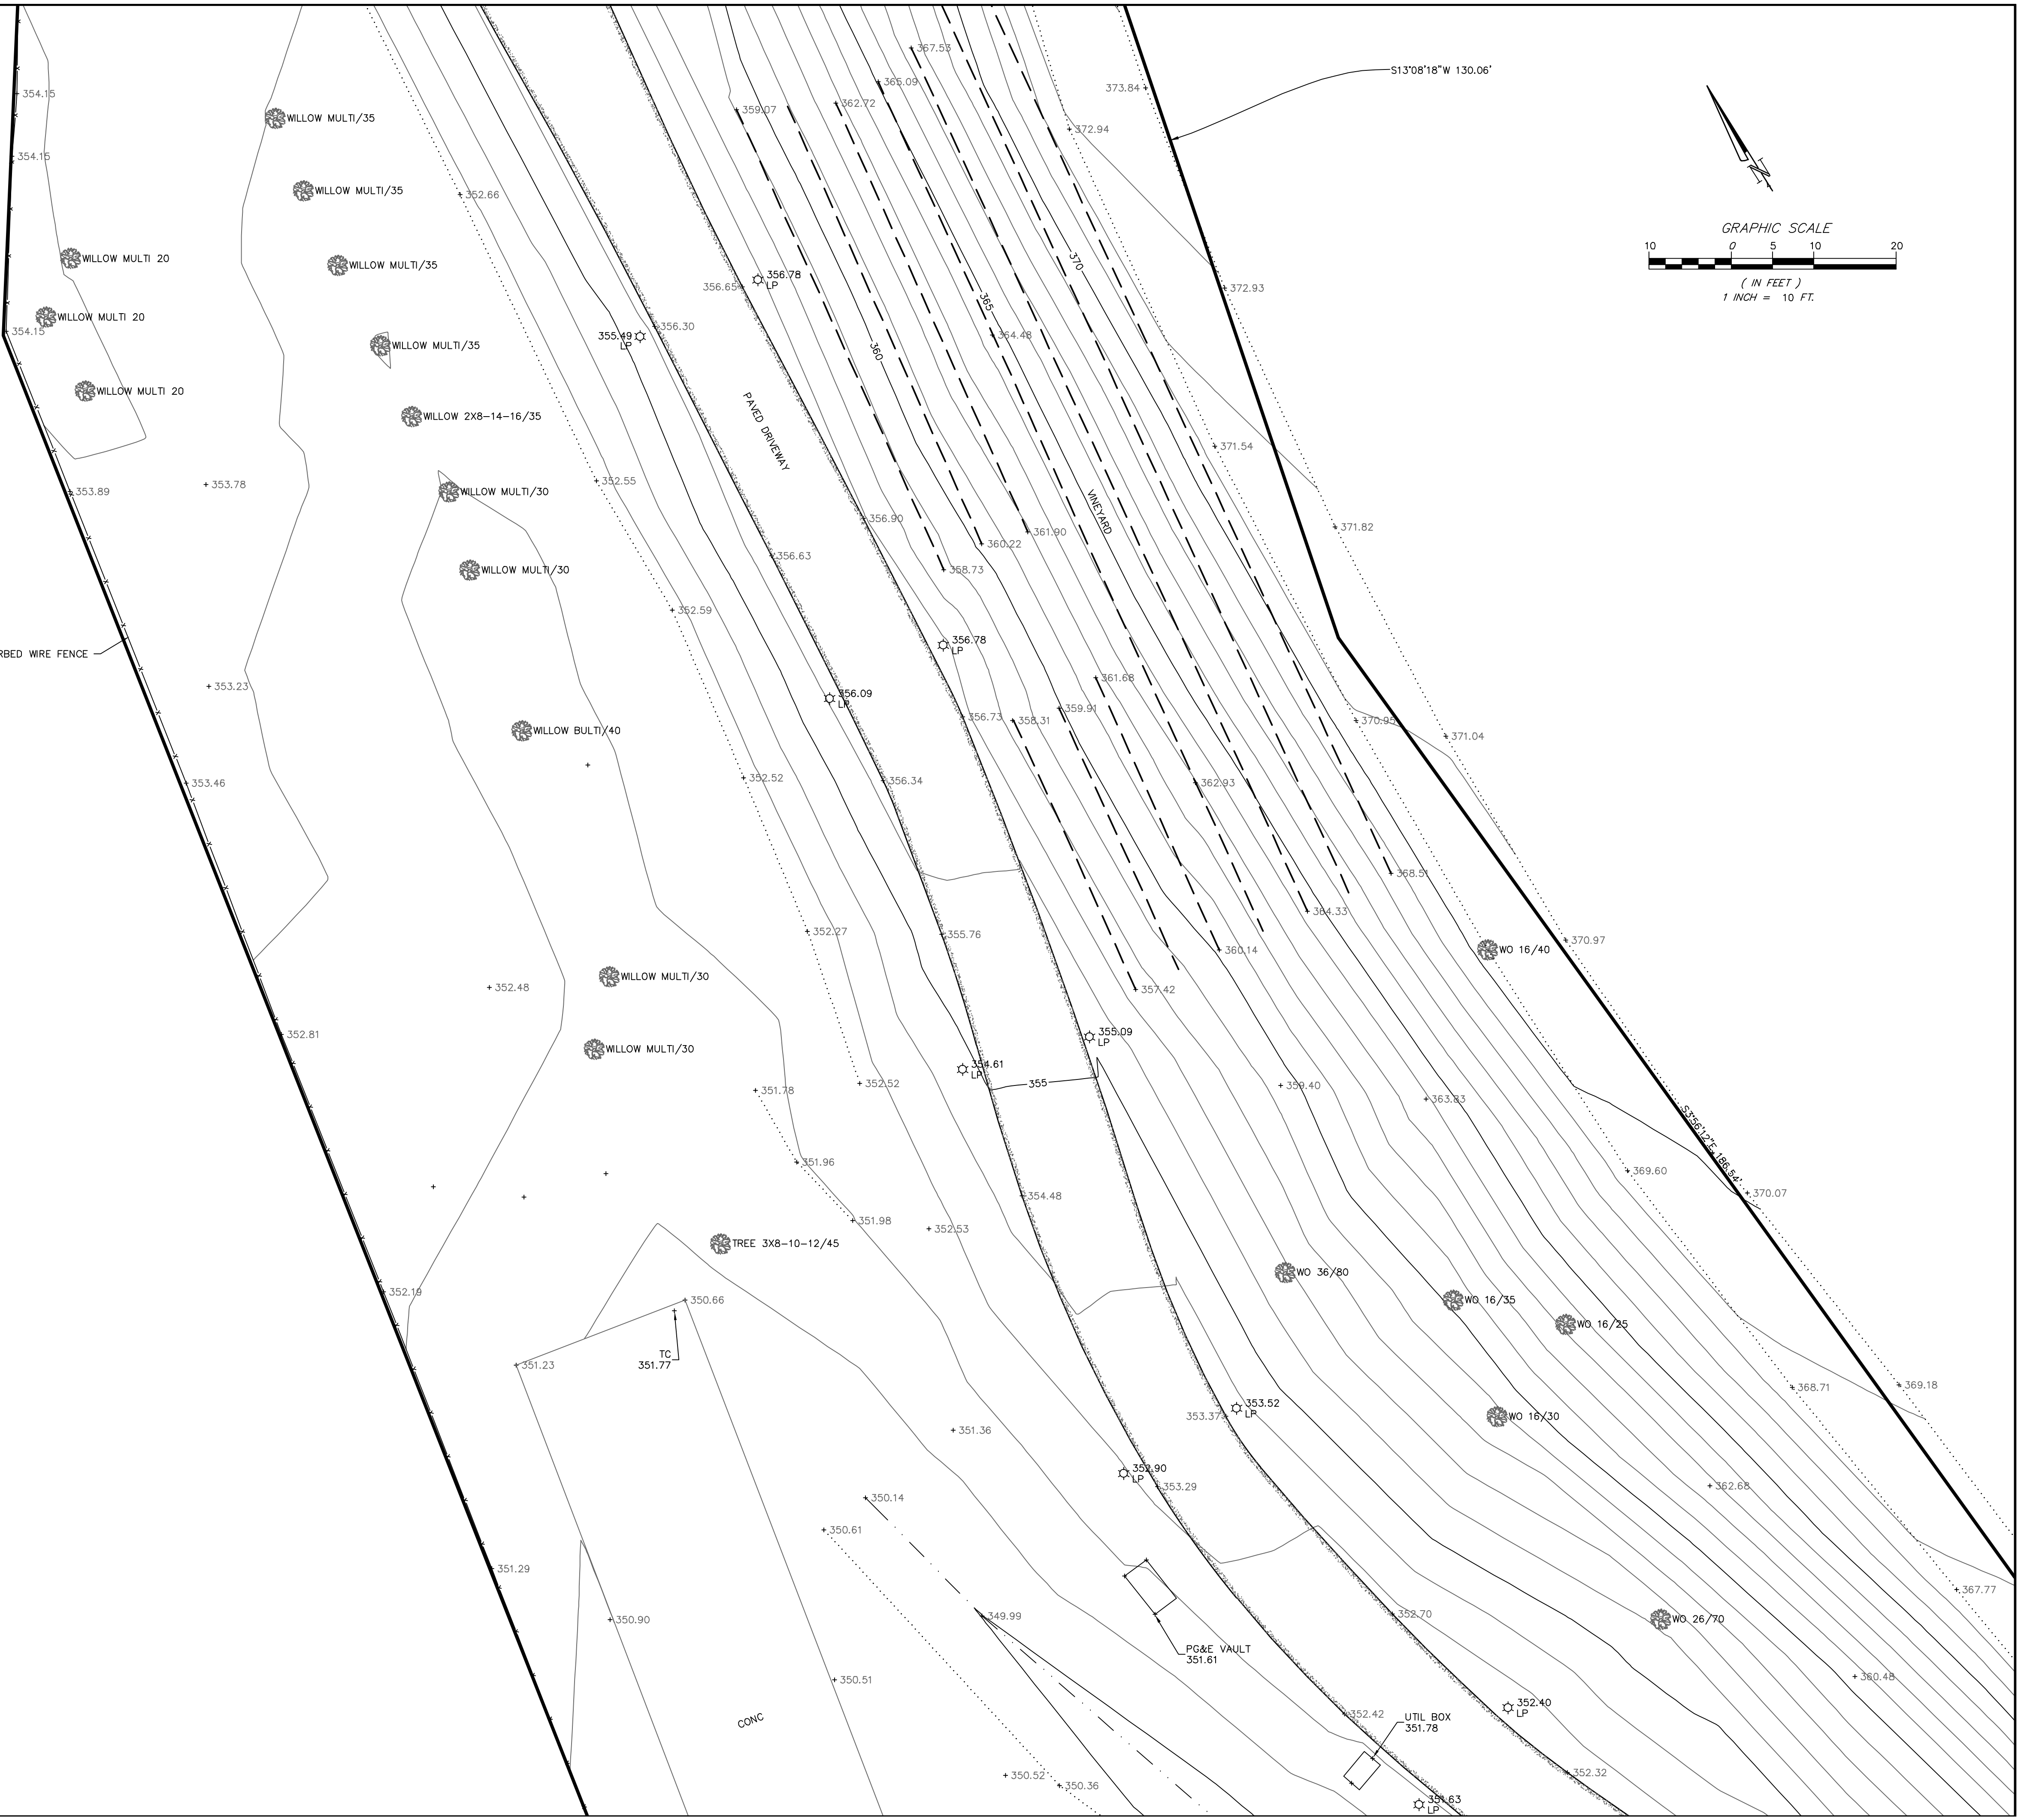 367.53
S13°08'18"W 130.06'
365.09
373.84
354.15
362.72
359.07
WILLOW MULTI/35
372.94
354.15
WILLOW MULTI/35
352.66
N
GRAPHIC SCALE
10 0 5 10 20
( IN FEET )
1 INCH = 10 FT.
WILLOW MULTI 20
WILLOW MULTI/35
370
356.78
LP
356.65
372.93
365
WILLOW MULTI 20
354.15
356.30
355.49
LP
364.48
WILLOW MULTI/35
360
WILLOW MULTI 20
WILLOW 2X8-14-16/35
PAVED DRIVEWAY
371.54
353.89
353.78
WILLOW MULTI/30
352.55
VINEYARD
356.90
361.90
371.82
360.22
356.63
WILLOW MULTI/30
358.73
352.59
356.78
LP
RBED WIRE FENCE
353.23
361.68
356.09
LP
359.91
356.73
358.31
370.95
WILLOW BULTI/40
371.04
353.46
352.52
356.34
362.93
368.51
364.33
352.27
355.76
370.97
WO 16/40
360.14
WILLOW MULTI/30
352.48
357.42
352.81
355.09
LP
WILLOW MULTI/30
354.61
LP
355
351.78
352.52
359.40
363.83
S3°56'12"E 186.54'
351.96
369.60
354.48
370.07
351.98
352.53
TREE 3X8-10-12/45
WO 36/80
352.19
350.66
WO 16/35
WO 16/25
TC
351.77
351.23
368.71
369.18
353.52
LP
353.37
WO 16/30
351.36
352.90
LP
353.29
362.68
350.14
350.61
351.29
367.77
349.99
352.70
350.90
WO 26/70
PG&E VAULT
351.61
350.51
360.48
352.40
LP
352.42
UTIL BOX
351.78
CONC
350.52
350.36
352.32
351.63
LP